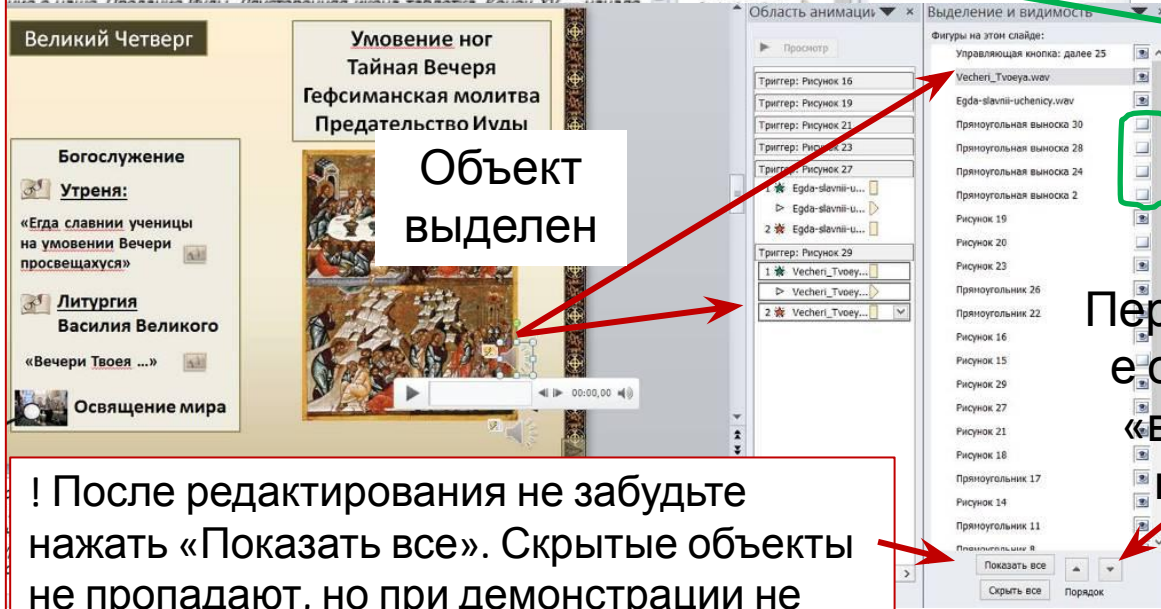 Великий Четверг
Умовение ног
Тайная Вечеря
Гефсиманская молитва
Предательство Иуды
Богослужение
Утреня:
«Егда славнии ученицы
на умовении Вечери
просвещахуся»
Литургия
Василия Великого
«Вечери Твоея ...»
Освящение мира
Объект
выделен
00:00,00
! После редактирования не забудьте
нажать «Показать все». Скрытые объекты
не пропадают, но при демонстрации не
Область анимаци
Просмотр
Триггер: Рисунок 16
Триггер: Рисунок 19
Триггер: Рисунок 21
Триггер: Рисунок 23
Триггер: Рисунок 27
1 Egda-slavnii-u...
Egda-slavnii-u...
2 Egda-slavnii-u...
Триггер: Рисунок 29
1 Vecheri_Tvoey...
Vecheri_Tvoey...
2 Vecheri_Tvoey...
Выделение и видимость
Фигуры на этом слайде:
Управляющая кнопка: далее 25
Vecheri_Tvoeya.wav
Egda-slavnii-uchenicy.wav
Прямоугольная выноска 30
Прямоугольная выноска 28
Прямоугольная выноска 24
Прямоугольная выноска 2
Рисунок 19
Рисунок 20
Рисунок 23
Прямоугольник 26
Прямоугольник 22
Рисунок 16
Рисунок 15
Рисунок 29
Рисунок 27
Рисунок 21
Рисунок 18
Прямоугольник 17
Рисунок 14
Прямоугольник 11
Показать все
Скрыть все
Порядок